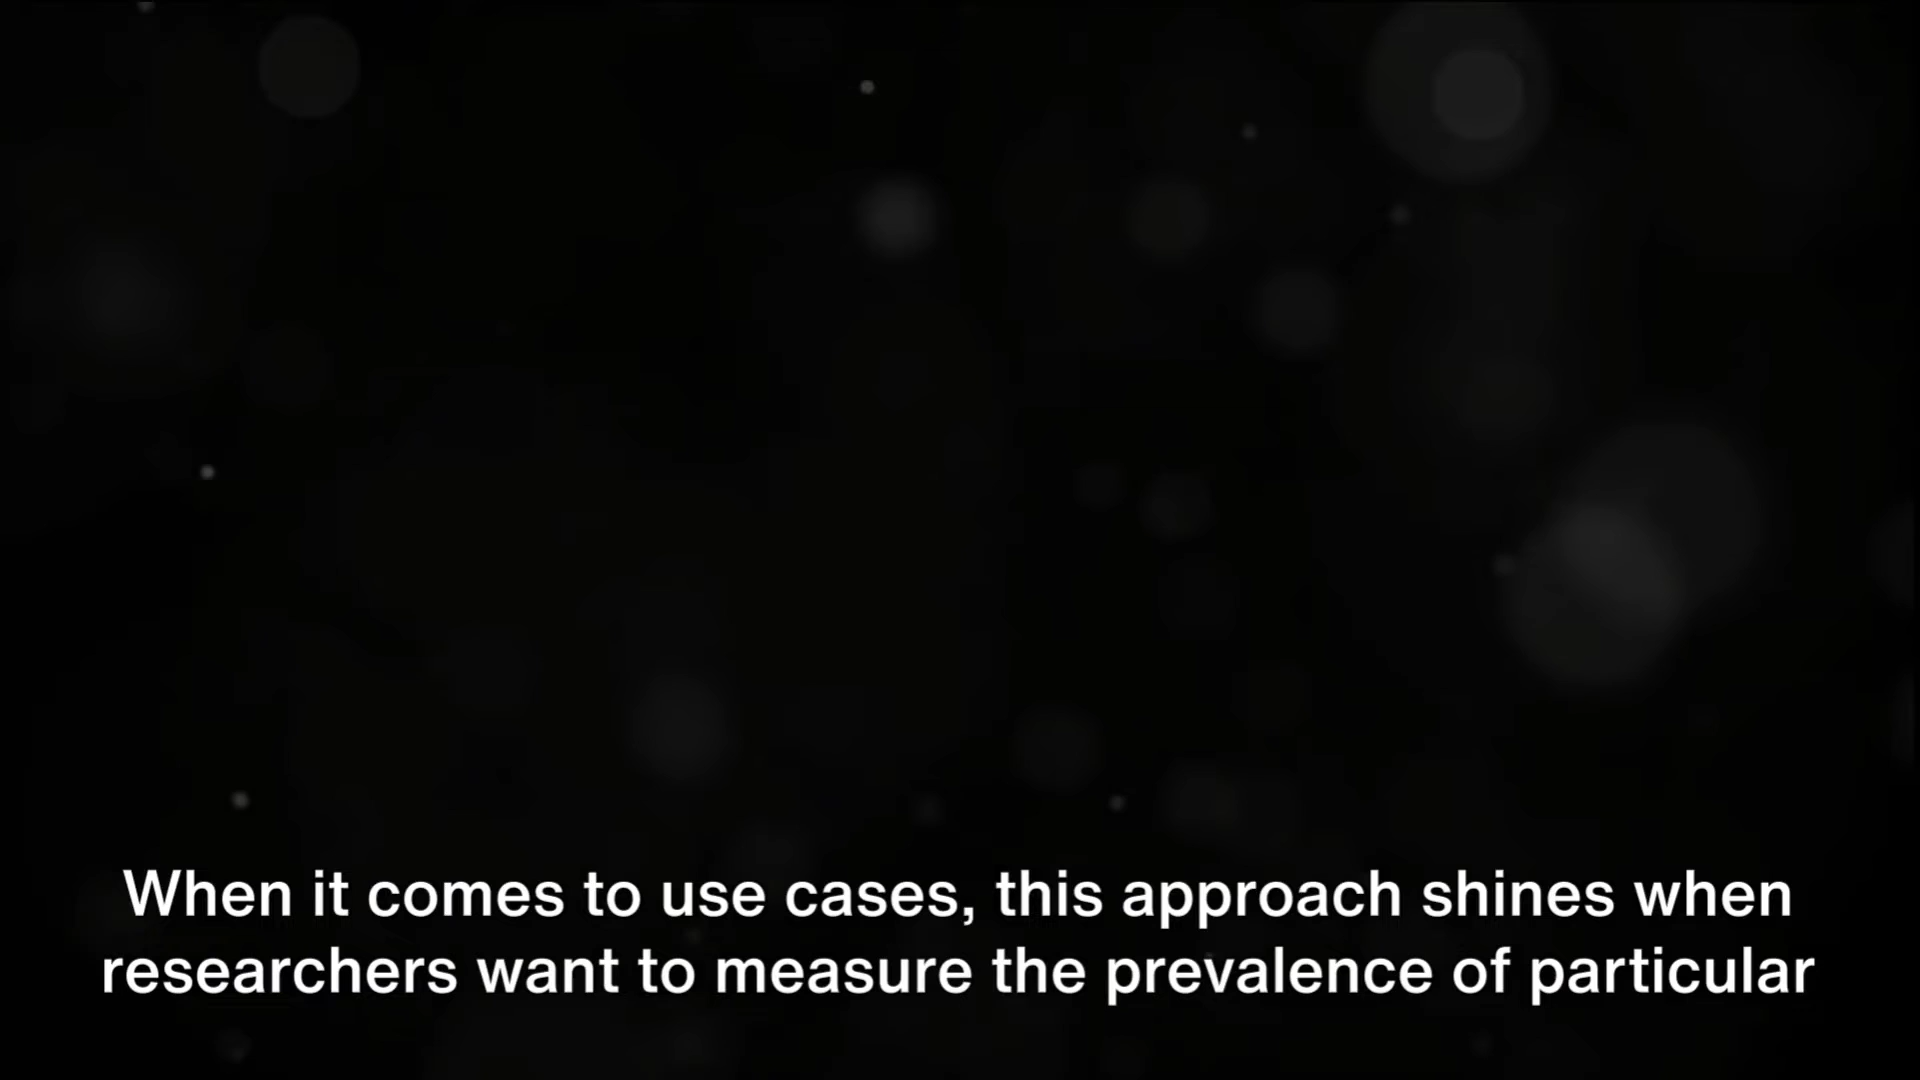 When it comes to use cases, this approach shines when
researchers want to measure the prevalence of particular